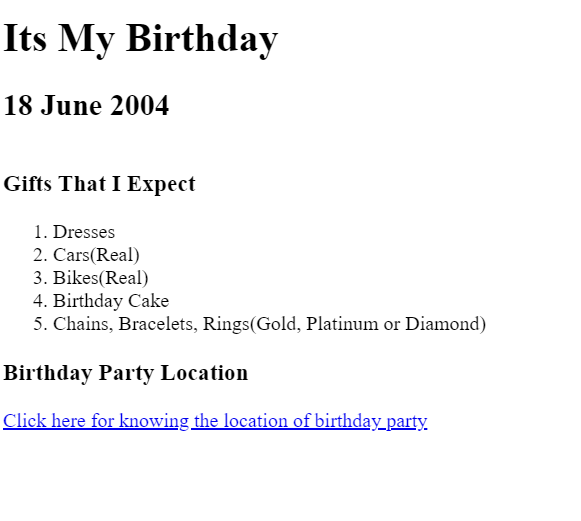 Its My Birthday
18 June 2004
Gifts That I Expect
1. Dresses
2. Cars(Real)
3. Bikes(Real)
4. Birthday Cake
5. Chains, Bracelets, Rings(Gold, Platinum or Diamond)
Birthday Party Location
Click here for knowing the location of birthday party